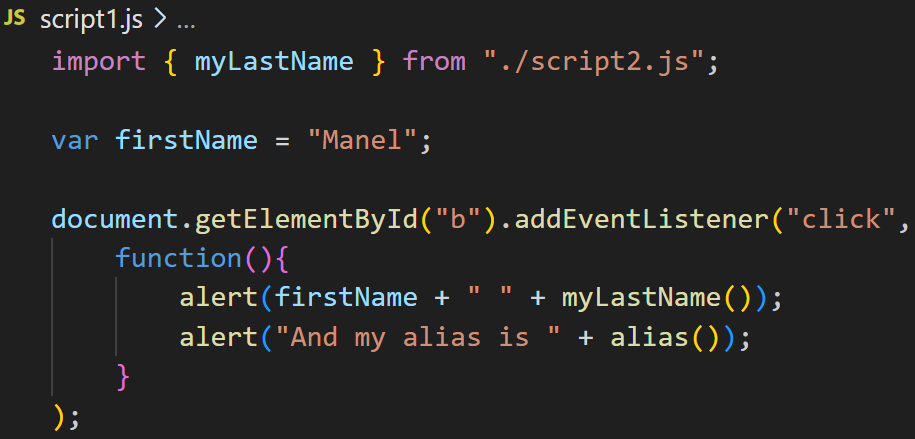 JS script1.js > ...
import { myLastName } from "./script2.js";
var firstName = "Manel";
document.getElementById("b").addEventListener("click",
function(){
alert(firstName + " " + myLastName());
alert("And my alias is " + alias());
}
);